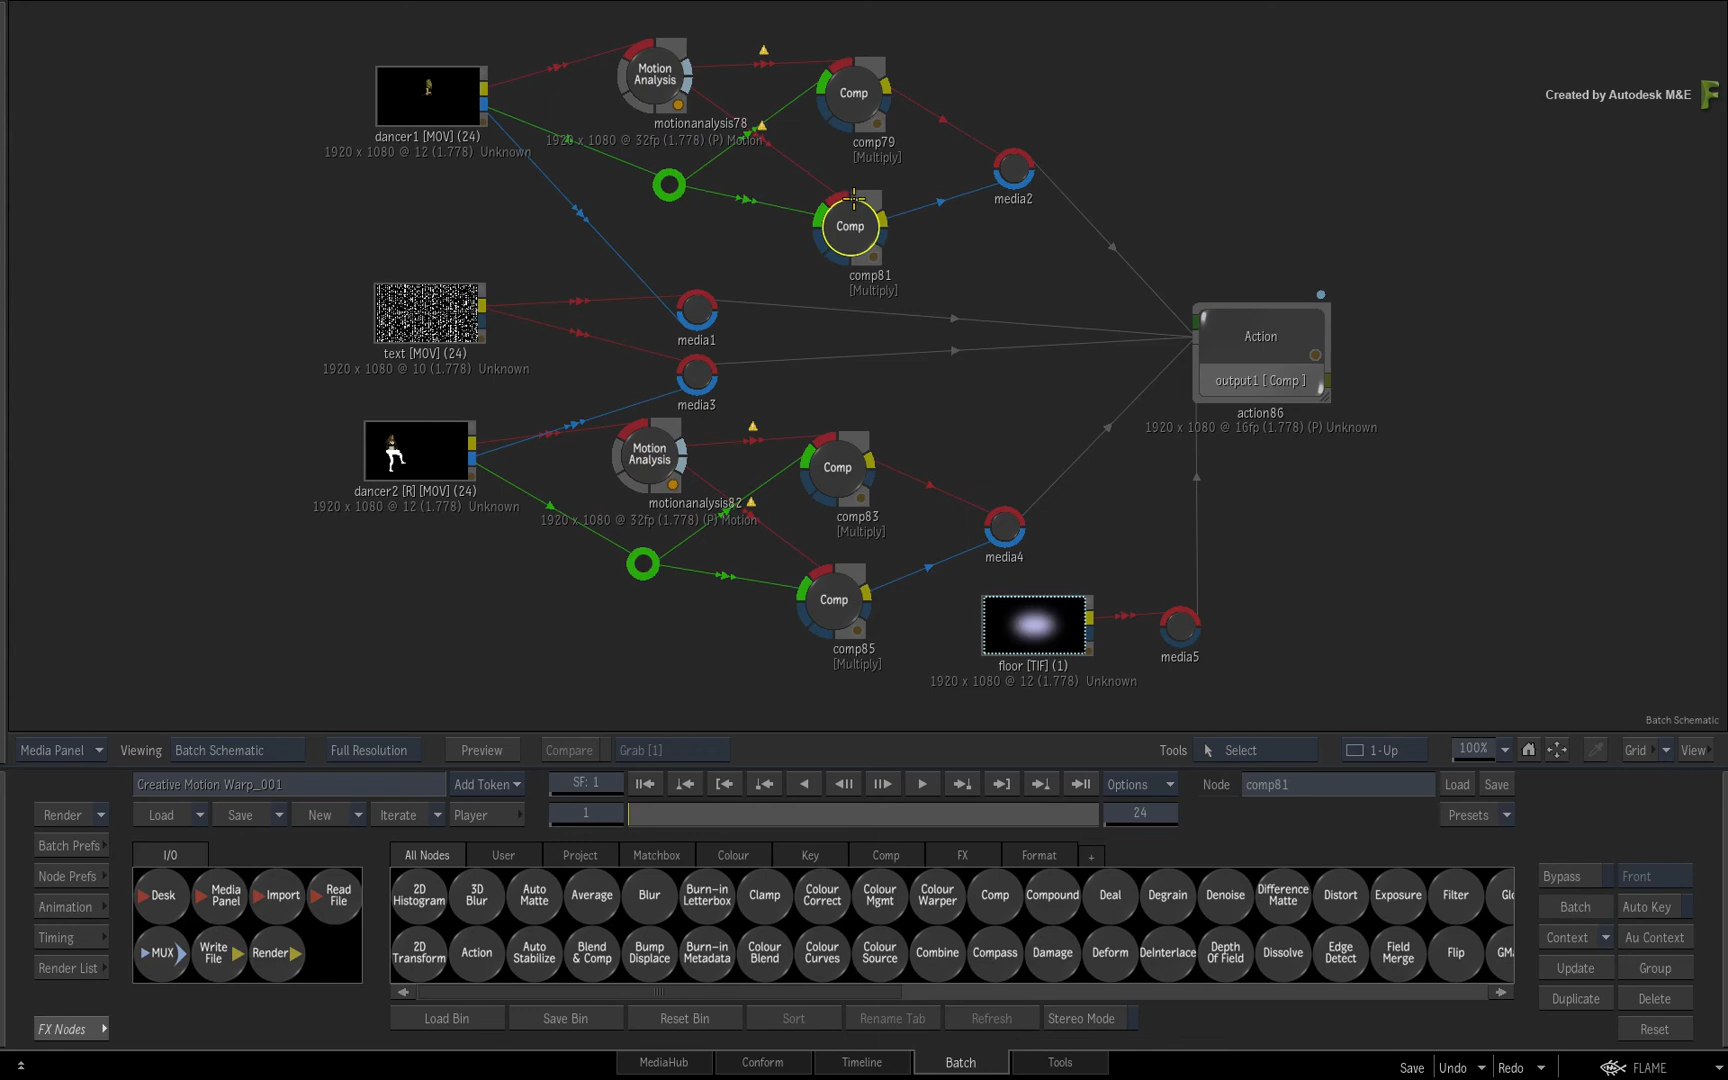 Motion
Analysis
Comp
Created by Autodesk M&E
motionanalysis78
dancer1 [MOV] (24)
1920 x 1080 @ 12 (1.778) Unknown
1920 x 1080 @ 32fp (1.778) (P) Motion
comp79
[Multiply]
media2
Comp
comp81
[Multiply]
text [MOV] (24)
1920 x 1080 @ 10 (1.778) Unknown
media1
media3
Action
output1 [ Comp ]
action86
1920 x 1080 @ 16fp (1.778) (P) Unknown
Motion
Analysis
Comp
dancer2 [R] [MOV] (24)
1920 x 1080 @ 12 (1.778) Unknown
motionanalysis82
1920 x 1080 @ 32fp (1.778) (P) Motion
comp83
[Multiply]
media4
Comp
comp85
[Multiply]
floor [TIF] (1)
1920 x 1080 @ 12 (1.778) Unknown
media5
Batch Schematic
Media Panel Viewing Batch Schematic Full Resolution Preview Compare Grab [1] Tools Select 1-Up 100% Grid View
Creative Motion Warp_001 Add Token SF: 1 Options Node comp81 Load Save
Render Load Save New Iterate Player 1 24 Presets
Batch Prefs I/O All Nodes User Project Matchbox Colour Key Comp FX Format +
Node Prefs Bypass Front
Desk Media Panel Import Read File
2D Histogram 3D Blur Auto Matte Average Blur Burn-in Letterbox Clamp Colour Correct Colour Mgmt Colour Warper Comp Compound Deal Degrain Denoise Difference Matte Distort Exposure Filter
Animation Batch Auto Key
Timing Context Au Context
MUX Write File Render
2D Transform Action Auto Stabilize Blend & Comp Bump Displace Burn-in Metadata Colour Blend Colour Curves Colour Source Combine Compass Damage Deform DeInterlace Depth Of Field Dissolve Edge Detect Field Merge Flip
Render List Update Group
Duplicate Delete
FX Nodes Load Bin Save Bin Reset Bin Sort Rename Tab Refresh Stereo Mode Reset
MediaHub Conform Timeline Batch Tools Save Undo Redo FLAME